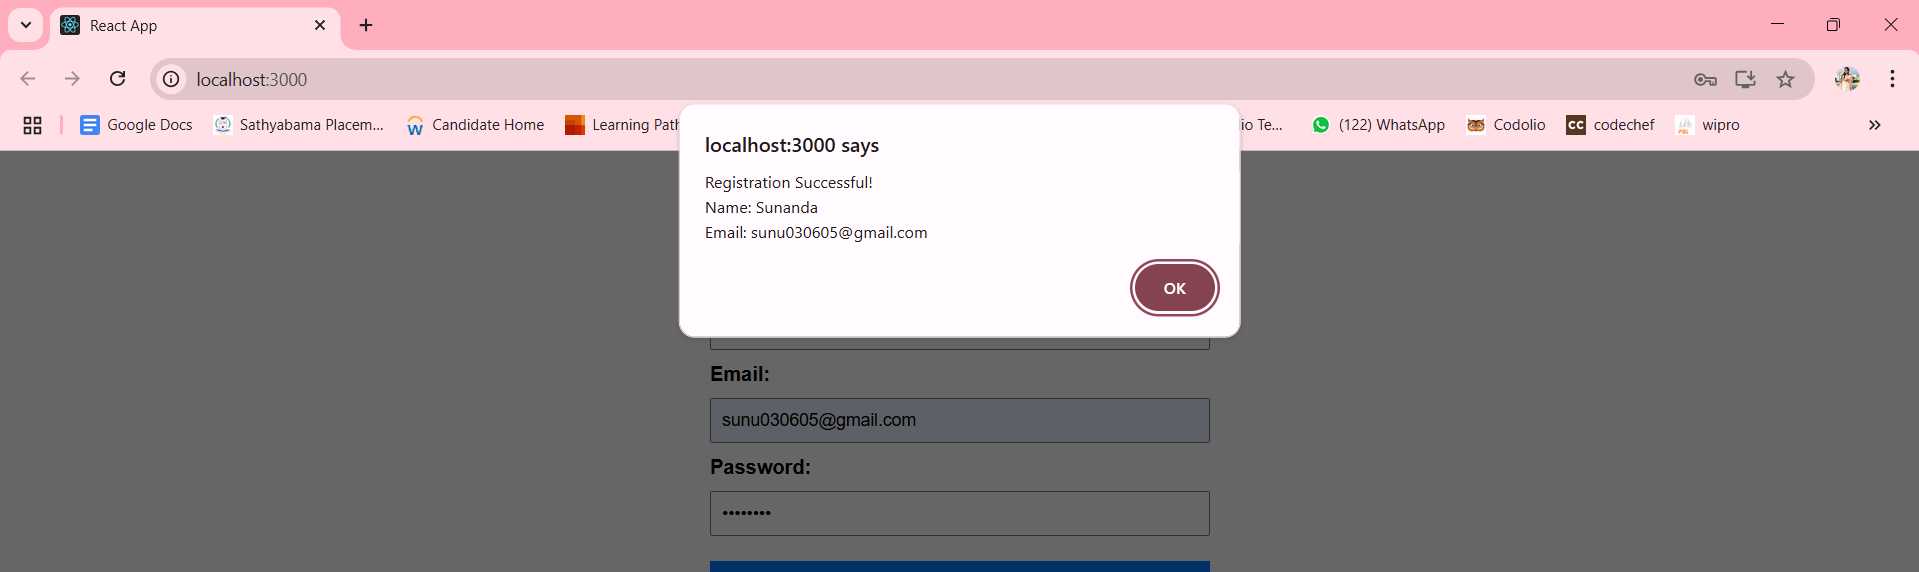 React App
localhost:3000
Google Docs
Sathyabama Placem...
Candidate Home
Learning Path
io Te...
(122) WhatsApp
Codolio
cc codechef
wipro
localhost:3000 says
Registration Successful!
Name: Sunanda
Email: sunu030605@gmail.com
OK
Email:
sunu030605@gmail.com
Password:
••••••••